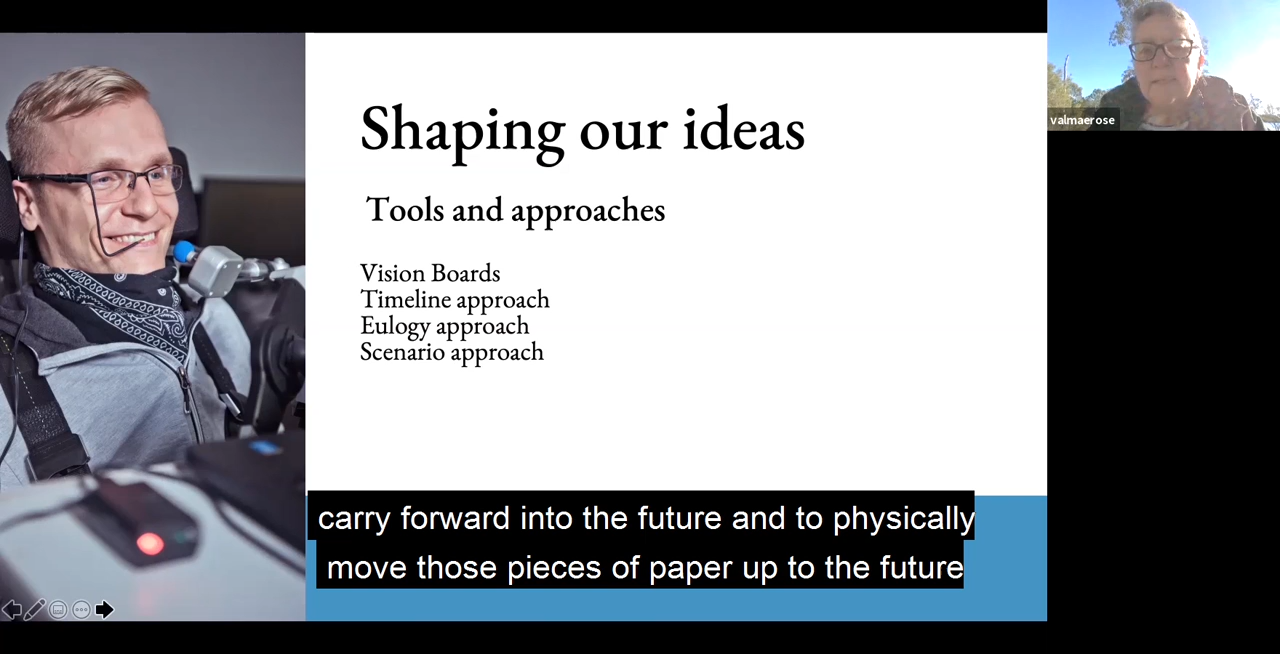 Shaping our ideas
Tools and approaches
Vision Boards
Timeline approach
Eulogy approach
Scenario approach
carry forward into the future and to physically
move those pieces of paper up to the future
valmaerose